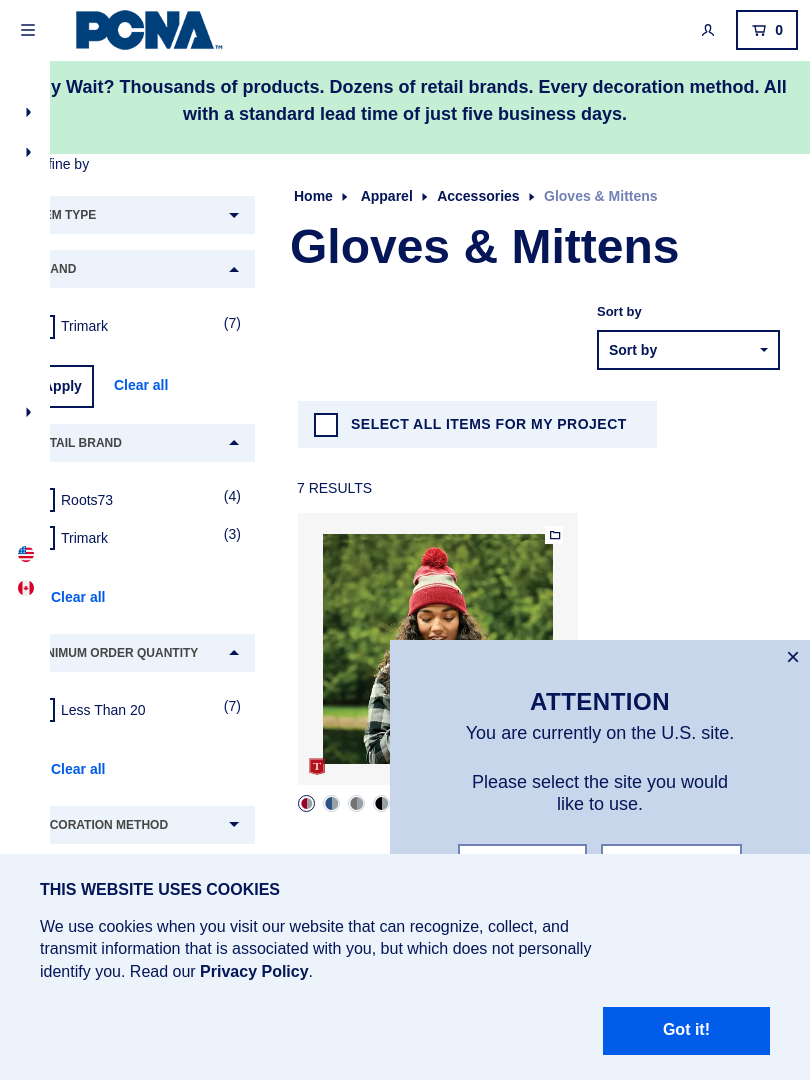 PCNA
TM
0
y Wait? Thousands of products. Dozens of retail brands. Every decoration method. All
with a standard lead time of just five business days.
fine by
Home Apparel Accessories Gloves & Mittens
Gloves & Mittens
EM TYPE
AND
Trimark (7)
Apply Clear all
TAIL BRAND
Roots73 (4)
Trimark (3)
Clear all
NIMUM ORDER QUANTITY
Less Than 20 (7)
Clear all
CORATION METHOD
Sort by
Sort by
SELECT ALL ITEMS FOR MY PROJECT
7 RESULTS
T
ATTENTION
You are currently on the U.S. site.
Please select the site you would
like to use.
THIS WEBSITE USES COOKIES
We use cookies when you visit our website that can recognize, collect, and
transmit information that is associated with you, but which does not personally
identify you. Read our Privacy Policy.
Got it!